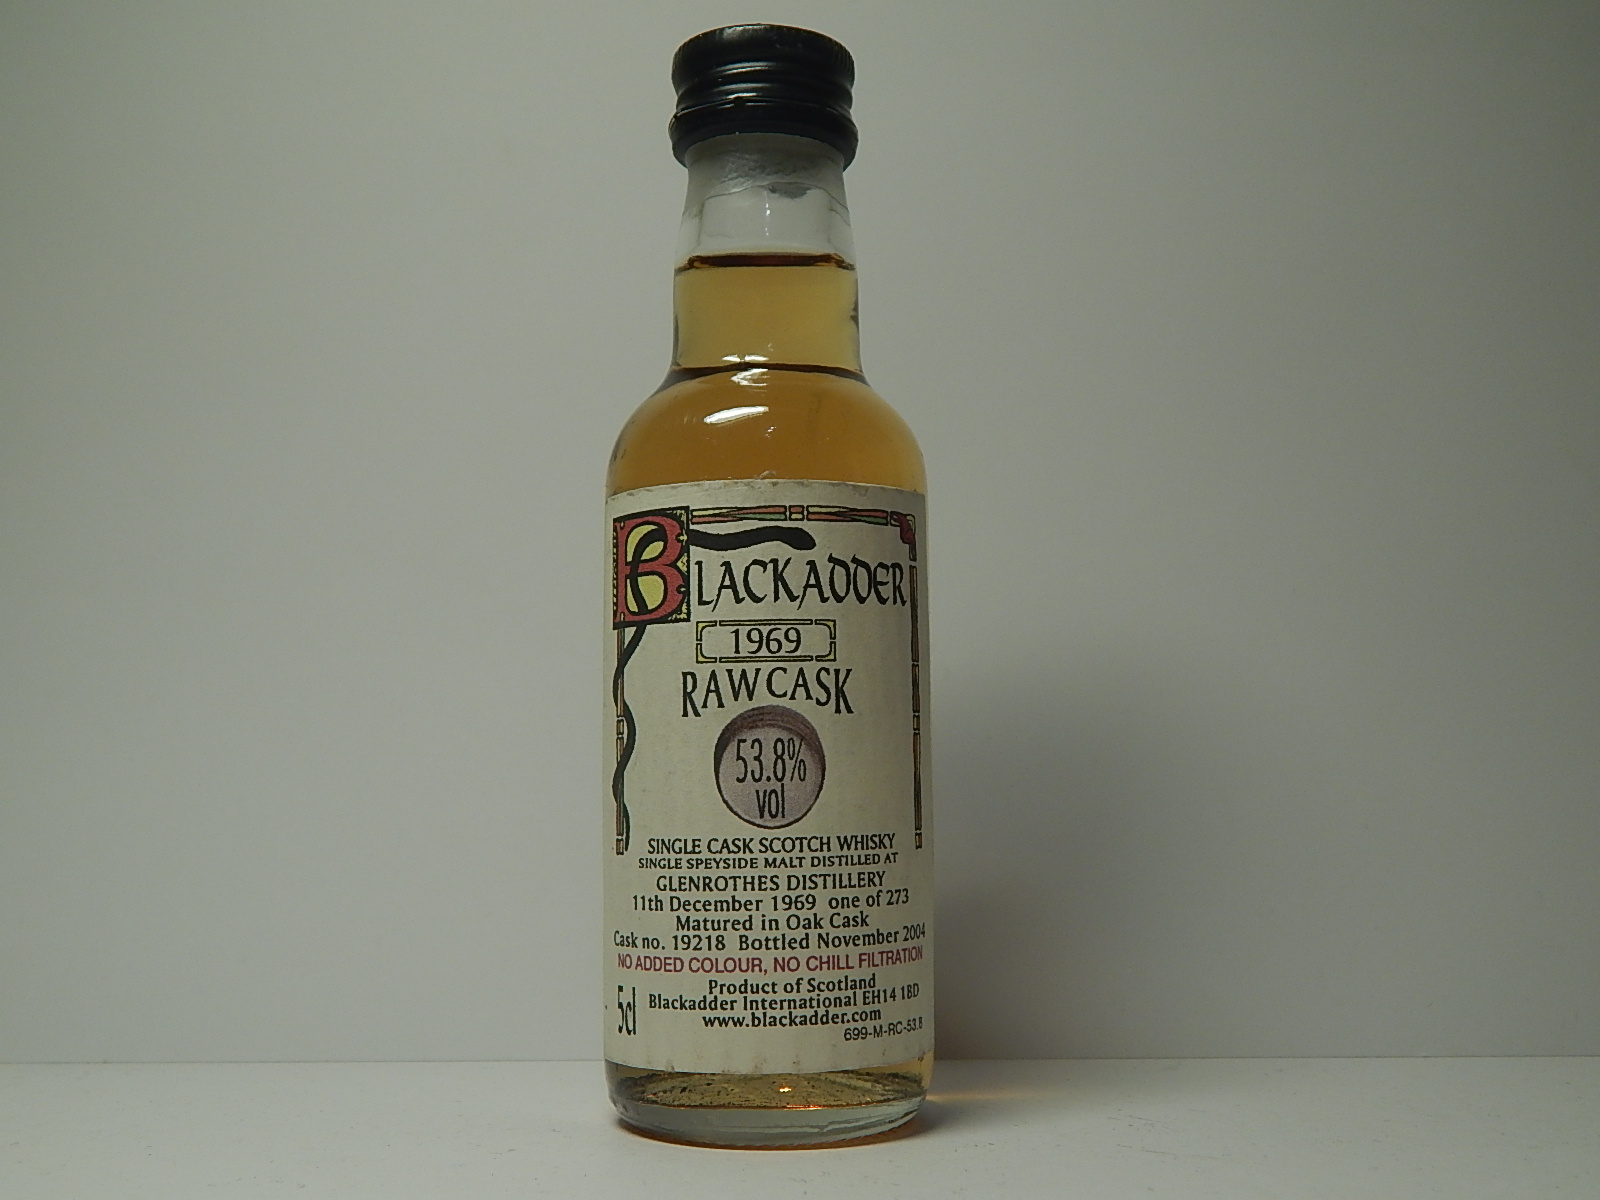 BLACKADDER
1969
RAW CASK
53.8%
vol
SINGLE CASK SCOTCH WHISKY
SINGLE SPEYSIDE MALT DISTILLED AT
GLENROTHES DISTILLERY
11th December 1969 one of 273
Matured in Oak Cask
Cask no. 19218 Bottled November 2004
NO ADDED COLOUR, NO CHILL FILTRATION
Product of Scotland
5cl Blackadder International EH14 1BD
www.blackadder.com
699-M-RC-53.8